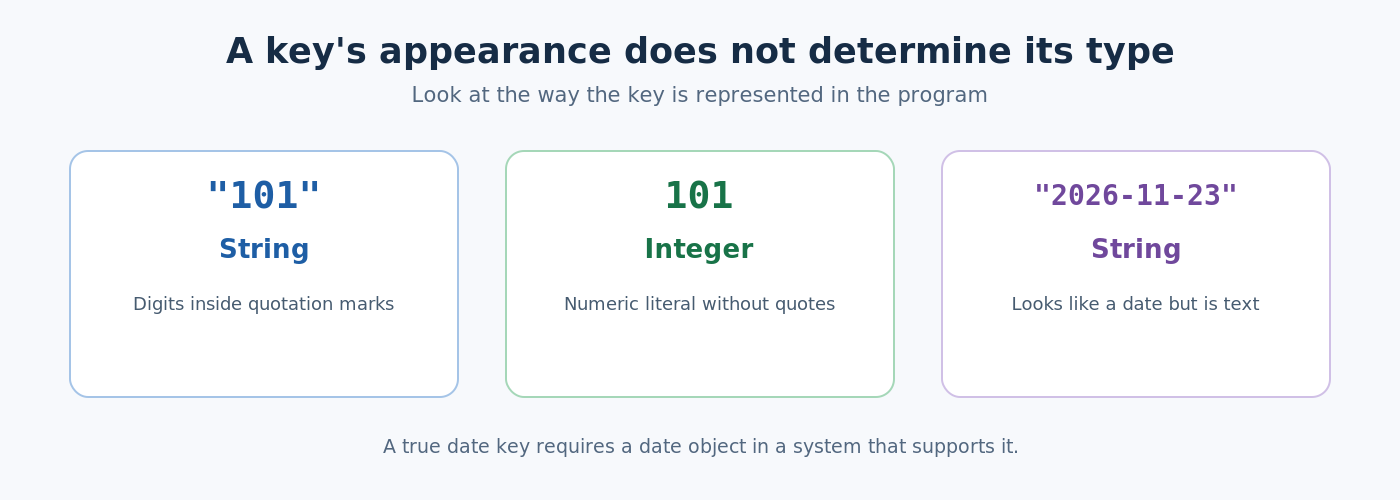 A key's appearance does not determine its type
Look at the way the key is represented in the program
"101"
String
Digits inside quotation marks
101
Integer
Numeric literal without quotes
"2026-11-23"
String
Looks like a date but is text
A true date key requires a date object in a system that supports it.